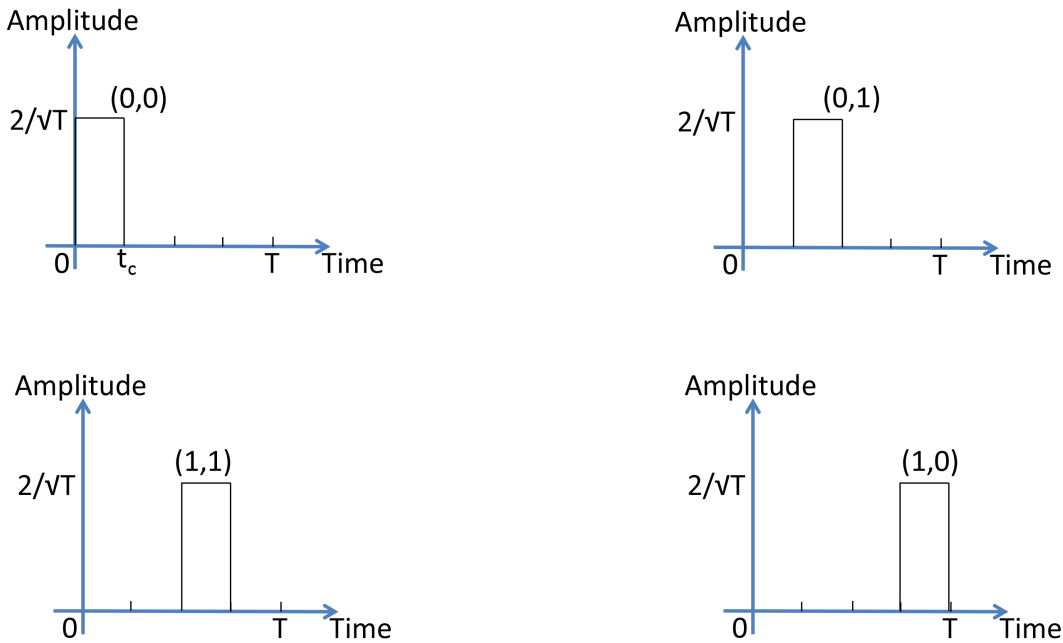 Amplitude
(0,0)
2/√T
0
t_c
T
Time
Amplitude
(0,1)
2/√T
0
T
Time
Amplitude
(1,1)
2/√T
0
T
Time
Amplitude
(1,0)
2/√T
0
T
Time